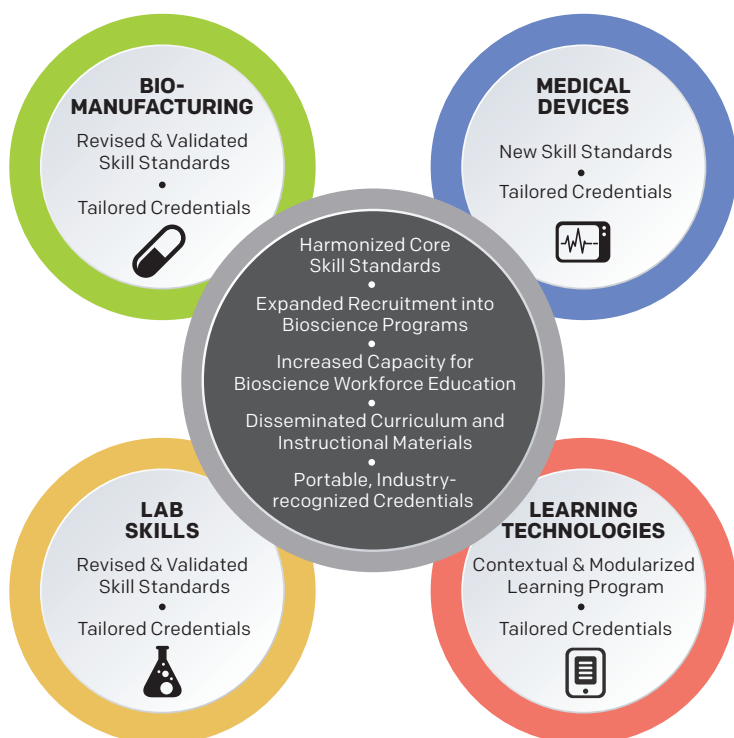 BIO-
MANUFACTURING
Revised & Validated
Skill Standards
•
Tailored Credentials
MEDICAL
DEVICES
New Skill Standards
•
Tailored Credentials
Harmonized Core
Skill Standards
•
Expanded Recruitment into
Bioscience Programs
•
Increased Capacity for
Bioscience Workforce Education
•
Disseminated Curriculum and
Instructional Materials
•
Portable, Industry-
recognized Credentials
LAB
SKILLS
Revised & Validated
Skill Standards
•
Tailored Credentials
LEARNING
TECHNOLOGIES
Contextual & Modularized
Learning Program
•
Tailored Credentials